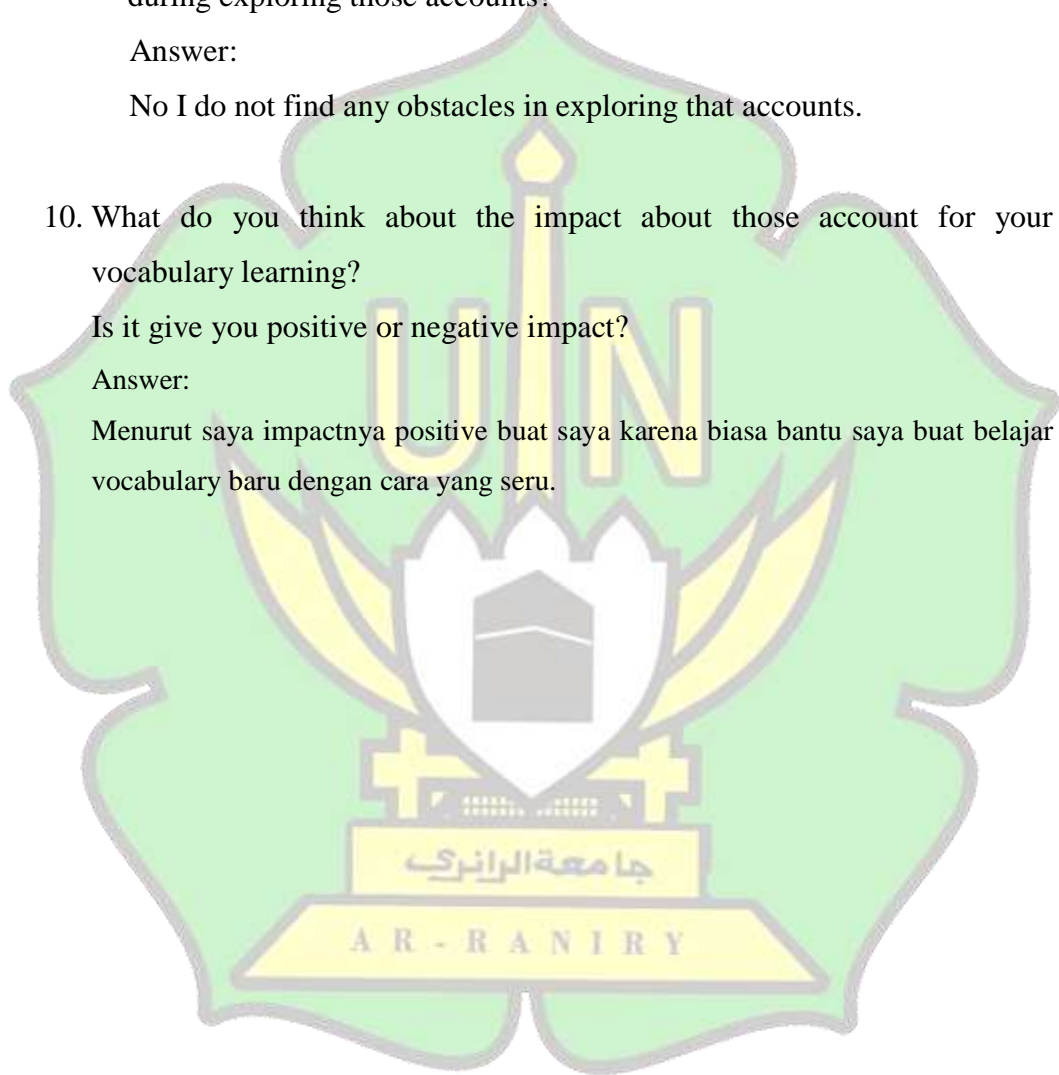 during exploring those accounts?
Answer:
No I do not find any obstacles in exploring that accounts.
10. What do you think about the impact about those account for your
vocabulary learning?
Is it give you positive or negative impact?
Answer:
Menurut saya impactnya positive buat saya karena biasa bantu saya buat belajar
vocabulary baru dengan cara yang seru.
UIN
جامعة الرانري
AR-RANIRY